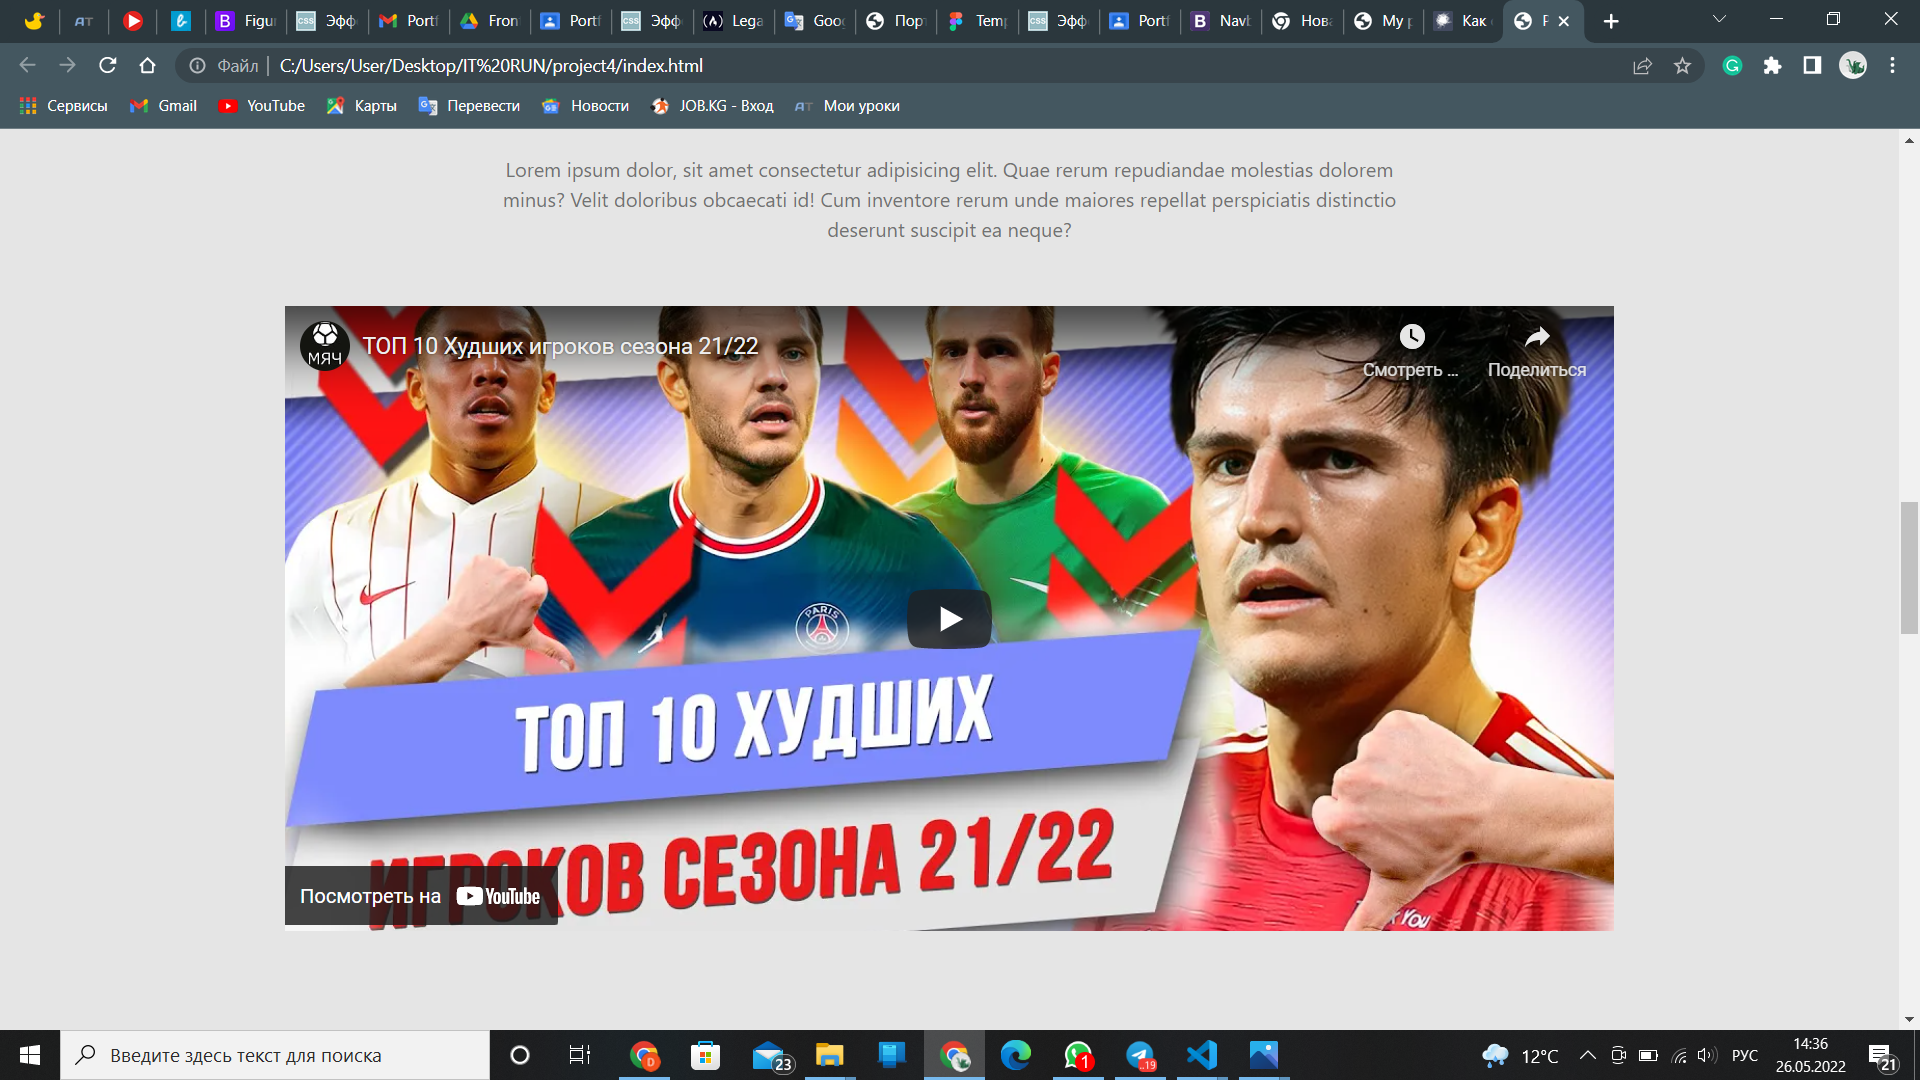 AT
Figu
Эфф
Portf
Fron
Portf
Эфф
Lega
Goo
Пор
Temp
Эфф
Portf
Navb
Нова
My p
Как
P
Файл | C:/Users/User/Desktop/IT%20RUN/project4/index.html
Сервисы
Gmail
YouTube
Карты
Перевести
Новости
JOB.KG - Вход
AT Мои уроки
Lorem ipsum dolor, sit amet consectetur adipisicing elit. Quae rerum repudiandae molestias dolorem
minus? Velit doloribus obcaecati id! Cum inventore rerum unde maiores repellat perspiciatis distinctio
deserunt suscipit ea neque?
МЯЧ
ТОП 10 Худших игроков сезона 21/22
Смотреть ...
Поделиться
PARIS
ТОП 10 ХУДШИХ
ИГРОКОВ СЕЗОНА 21/22
Посмотреть на YouTube
YOU
Введите здесь текст для поиска
D
23
1
..19
12°C
РУС
14:36
26.05.2022
21